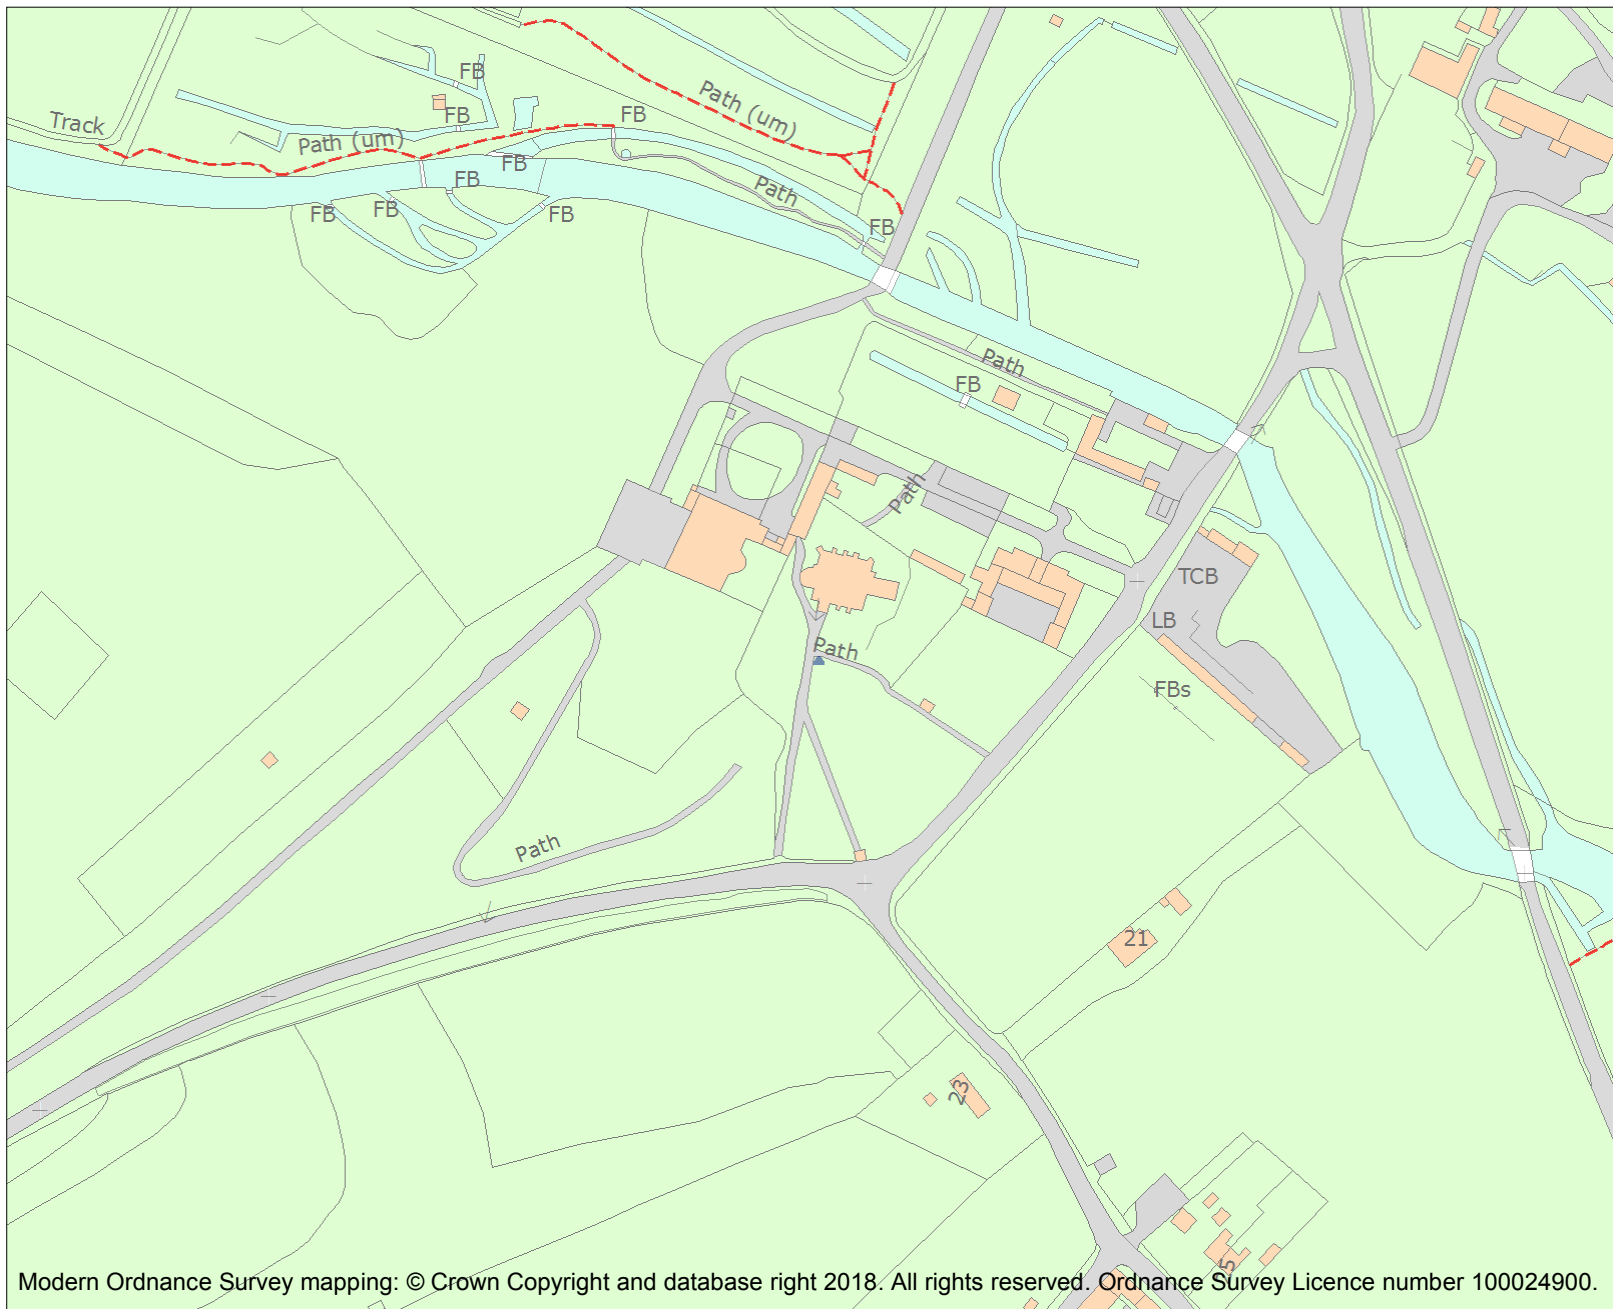 FB
Path (um)
FB
FB
Track
Path (um)
FB
FB
Path
FB
FB
FB
FB
Path
FB
Path
TCB
LB
Path
FBs
Path
21
23
Modern Ordnance Survey mapping: © Crown Copyright and database right 2018. All rights reserved. Ordnance Survey Licence number 100024900.